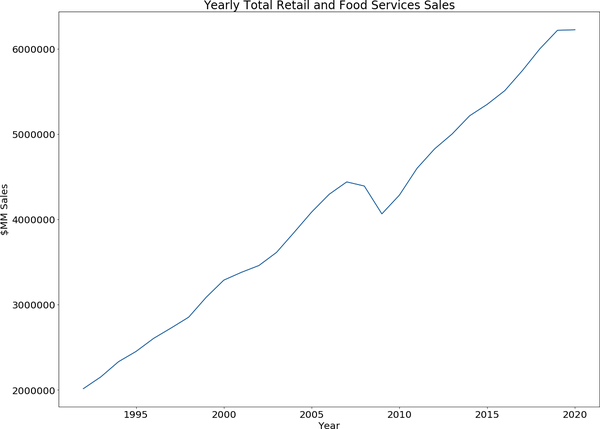 Yearly Total Retail and Food Services Sales
6000000
5000000
4000000
3000000
2000000
$MM Sales
1995 2000 2005 2010 2015 2020
Year